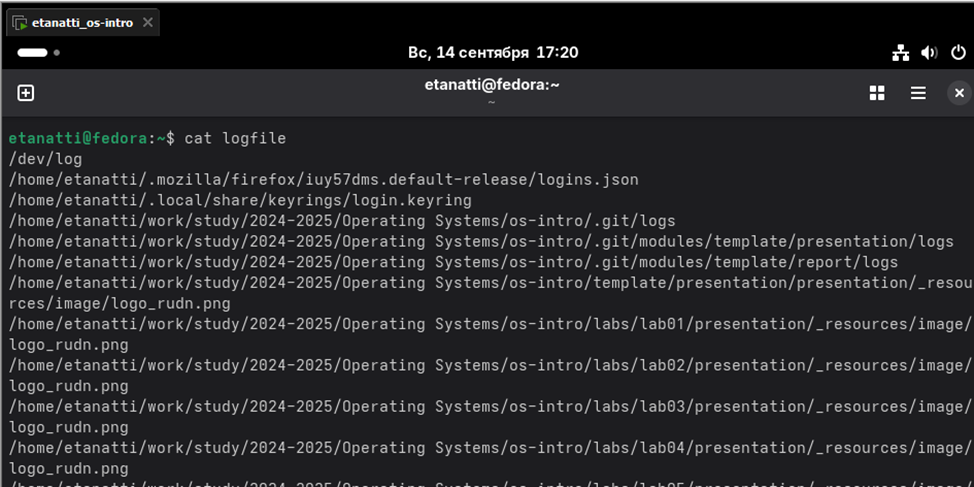 etanatti_os-intro
Вс, 14 сентября 17:20
etanatti@fedora:~
~
etanatti@fedora:~$ cat logfile
/dev/log
/home/etanatti/.mozilla/firefox/iuy57dms.default-release/logins.json
/home/etanatti/.local/share/keyrings/login.keyring
/home/etanatti/work/study/2024-2025/Operating Systems/os-intro/.git/logs
/home/etanatti/work/study/2024-2025/Operating Systems/os-intro/.git/modules/template/presentation/logs
/home/etanatti/work/study/2024-2025/Operating Systems/os-intro/.git/modules/template/report/logs
/home/etanatti/work/study/2024-2025/Operating Systems/os-intro/template/presentation/presentation/_resou
rces/image/logo_rudn.png
/home/etanatti/work/study/2024-2025/Operating Systems/os-intro/labs/lab01/presentation/_resources/image/
logo_rudn.png
/home/etanatti/work/study/2024-2025/Operating Systems/os-intro/labs/lab02/presentation/_resources/image/
logo_rudn.png
/home/etanatti/work/study/2024-2025/Operating Systems/os-intro/labs/lab03/presentation/_resources/image/
logo_rudn.png
/home/etanatti/work/study/2024-2025/Operating Systems/os-intro/labs/lab04/presentation/_resources/image/
logo_rudn.png